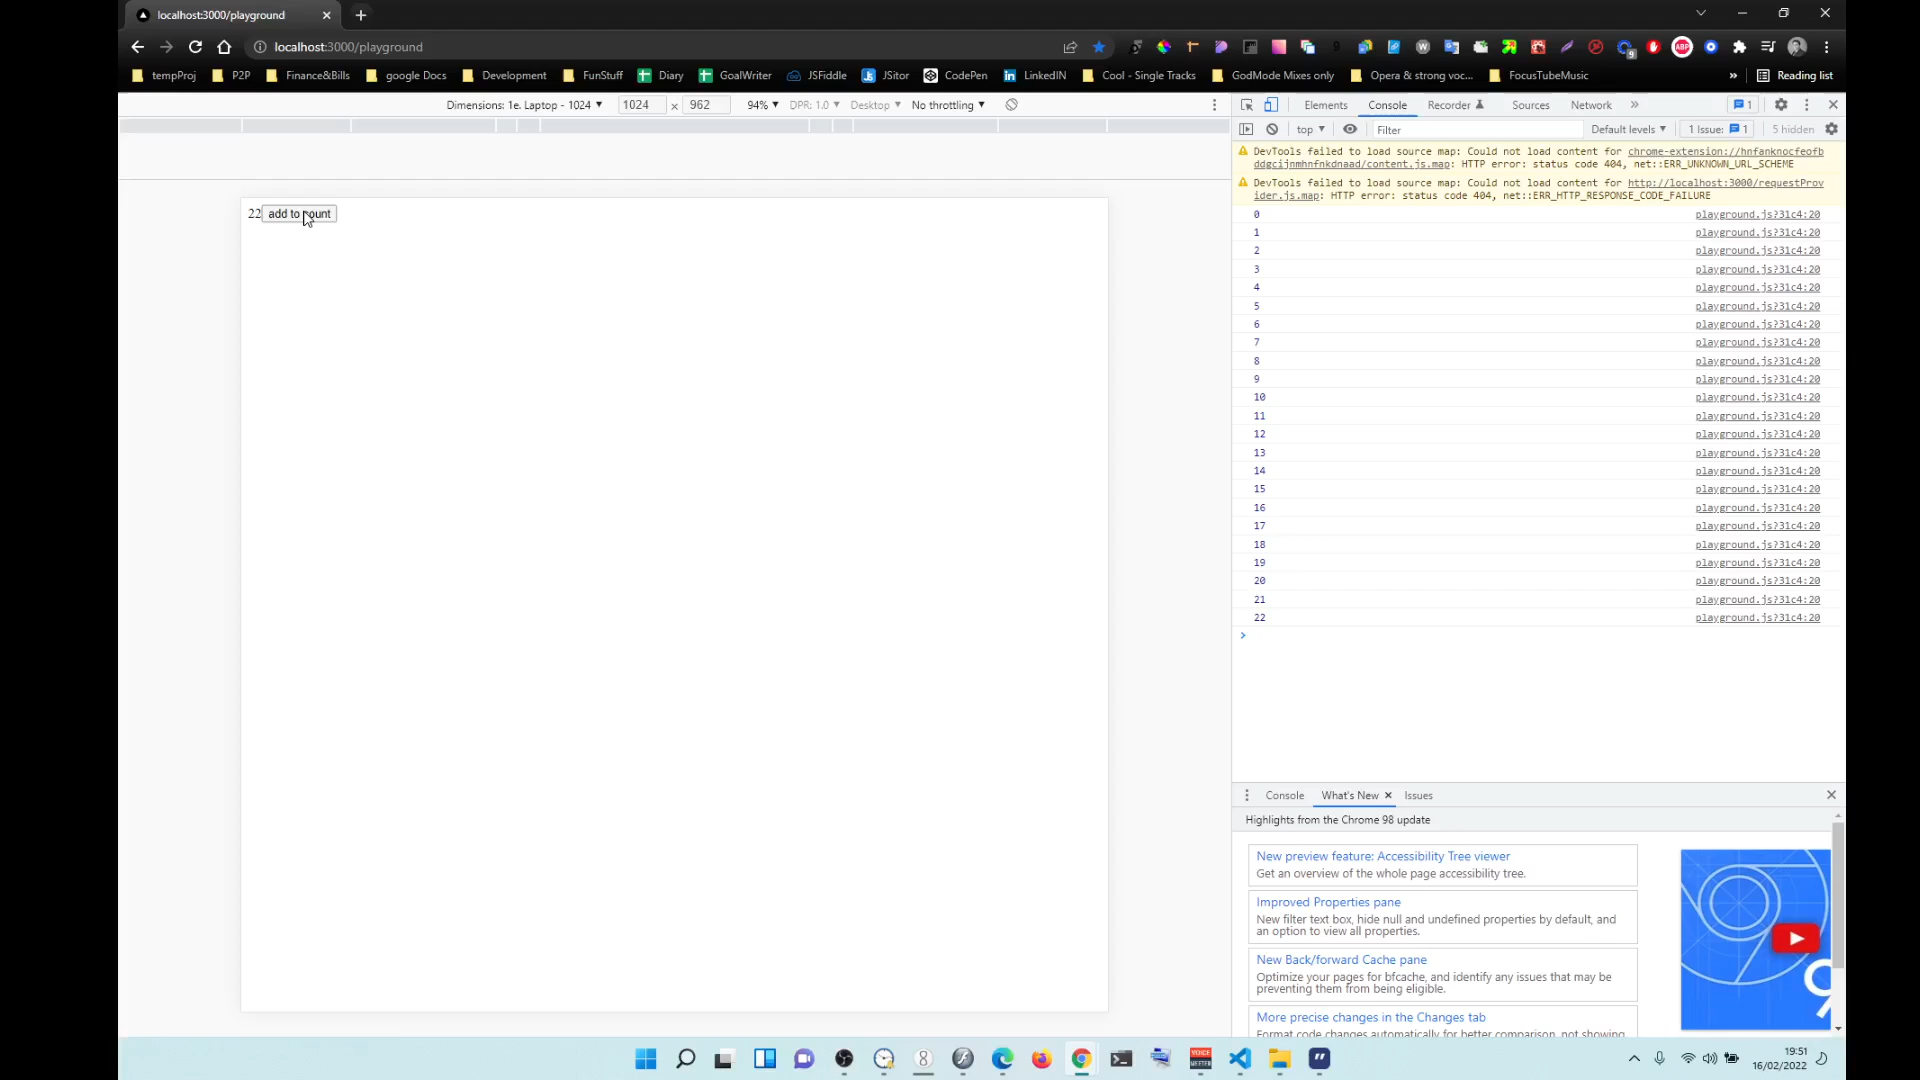 localhost:3000/playground
localhost:3000/playground
ABP
9
tempProj P2P Finance&Bills google Docs Development FunStuff Diary GoalWriter JSFiddle JSitor CodePen LinkEDIN Cool - Single Tracks GodMode Mixes only Opera & strong voc... FocusTubeMusic » Reading list
Dimensions: 1e. Laptop - 1024 ▼ 1024 x 962 94% ▼ DPR: 1.0 ▼ Desktop ▼ No throttling ▼
Elements Console Recorder Sources Network » 1
top ▼ Filter Default levels ▼ 1 Issue: 1 5 hidden
DevTools failed to load source map: Could not load content for chrome-extension://hnfanknocfeofb
ddgcijnmhnfnkdnaad/content.js.map: HTTP error: status code 404, net::ERR_UNKNOWN_URL_SCHEME
DevTools failed to load source map: Could not load content for http://localhost:3000/requestProv
ider.js.map: HTTP error: status code 404, net::ERR_HTTP_RESPONSE_CODE_FAILURE
22 add to count
0 playground.js?31c4:20
1 playground.js?31c4:20
2 playground.js?31c4:20
3 playground.js?31c4:20
4 playground.js?31c4:20
5 playground.js?31c4:20
6 playground.js?31c4:20
7 playground.js?31c4:20
8 playground.js?31c4:20
9 playground.js?31c4:20
10 playground.js?31c4:20
11 playground.js?31c4:20
12 playground.js?31c4:20
13 playground.js?31c4:20
14 playground.js?31c4:20
15 playground.js?31c4:20
16 playground.js?31c4:20
17 playground.js?31c4:20
18 playground.js?31c4:20
19 playground.js?31c4:20
20 playground.js?31c4:20
21 playground.js?31c4:20
22 playground.js?31c4:20
Console What's New × Issues
Highlights from the Chrome 98 update
New preview feature: Accessibility Tree viewer
Get an overview of the whole page accessibility tree.
Improved Properties pane
New filter text box, hide null and undefined properties by default, and
an option to view all properties.
New Back/forward Cache pane
Optimize your pages for bfcache, and identify any issues that may be
preventing them from being eligible.
More precise changes in the Changes tab
Format code changes automatically for better comparison, not showing
19:51
16/02/2022